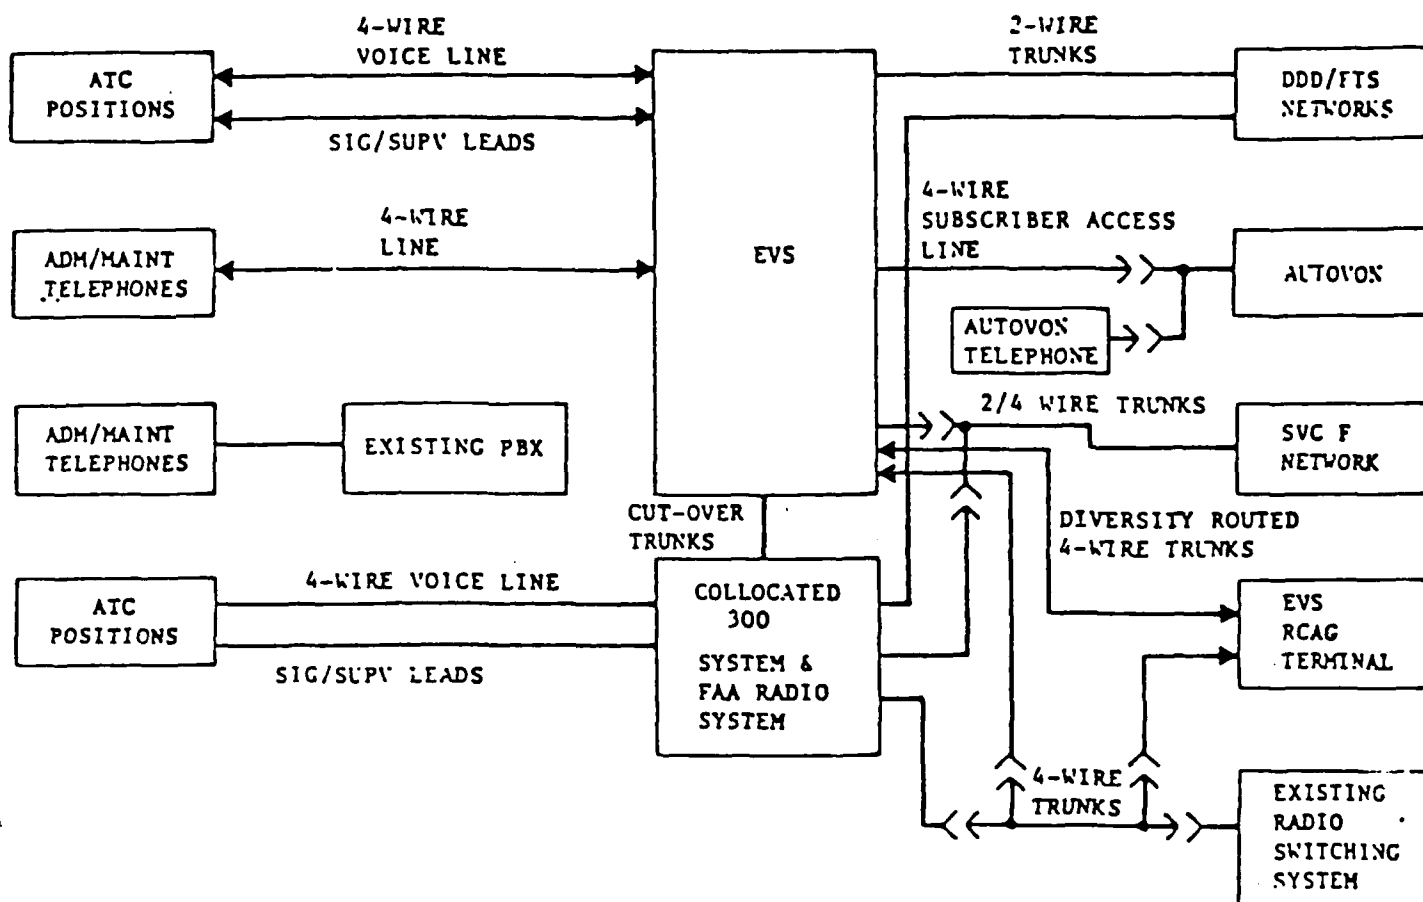 4-WIRE
VOICE LINE
2-WIRE
TRUNKS
ATC
POSITIONS
DDD/FTS
NETWORKS
SIG/SUPV LEADS
4-WIRE
SUBSCRIBER ACCESS
LINE
4-WIRE
LINE
ADM/MAINT
TELEPHONES
EVS
AUTOVON
AUTOVON
TELEPHONE
2/4 WIRE TRUNKS
ADM/MAINT
TELEPHONES
EXISTING PBX
SVC F
NETWORK
CUT-OVER
TRUNKS
DIVERSITY ROUTED
4-WIRE TRUNKS
4-WIRE VOICE LINE
ATC
POSITIONS
SIG/SUPV LEADS
COLLOCATED
300
SYSTEM &
FAA RADIO
SYSTEM
EVS
RCAG
TERMINAL
4-WIRE
TRUNKS
EXISTING
RADIO
SWITCHING
SYSTEM